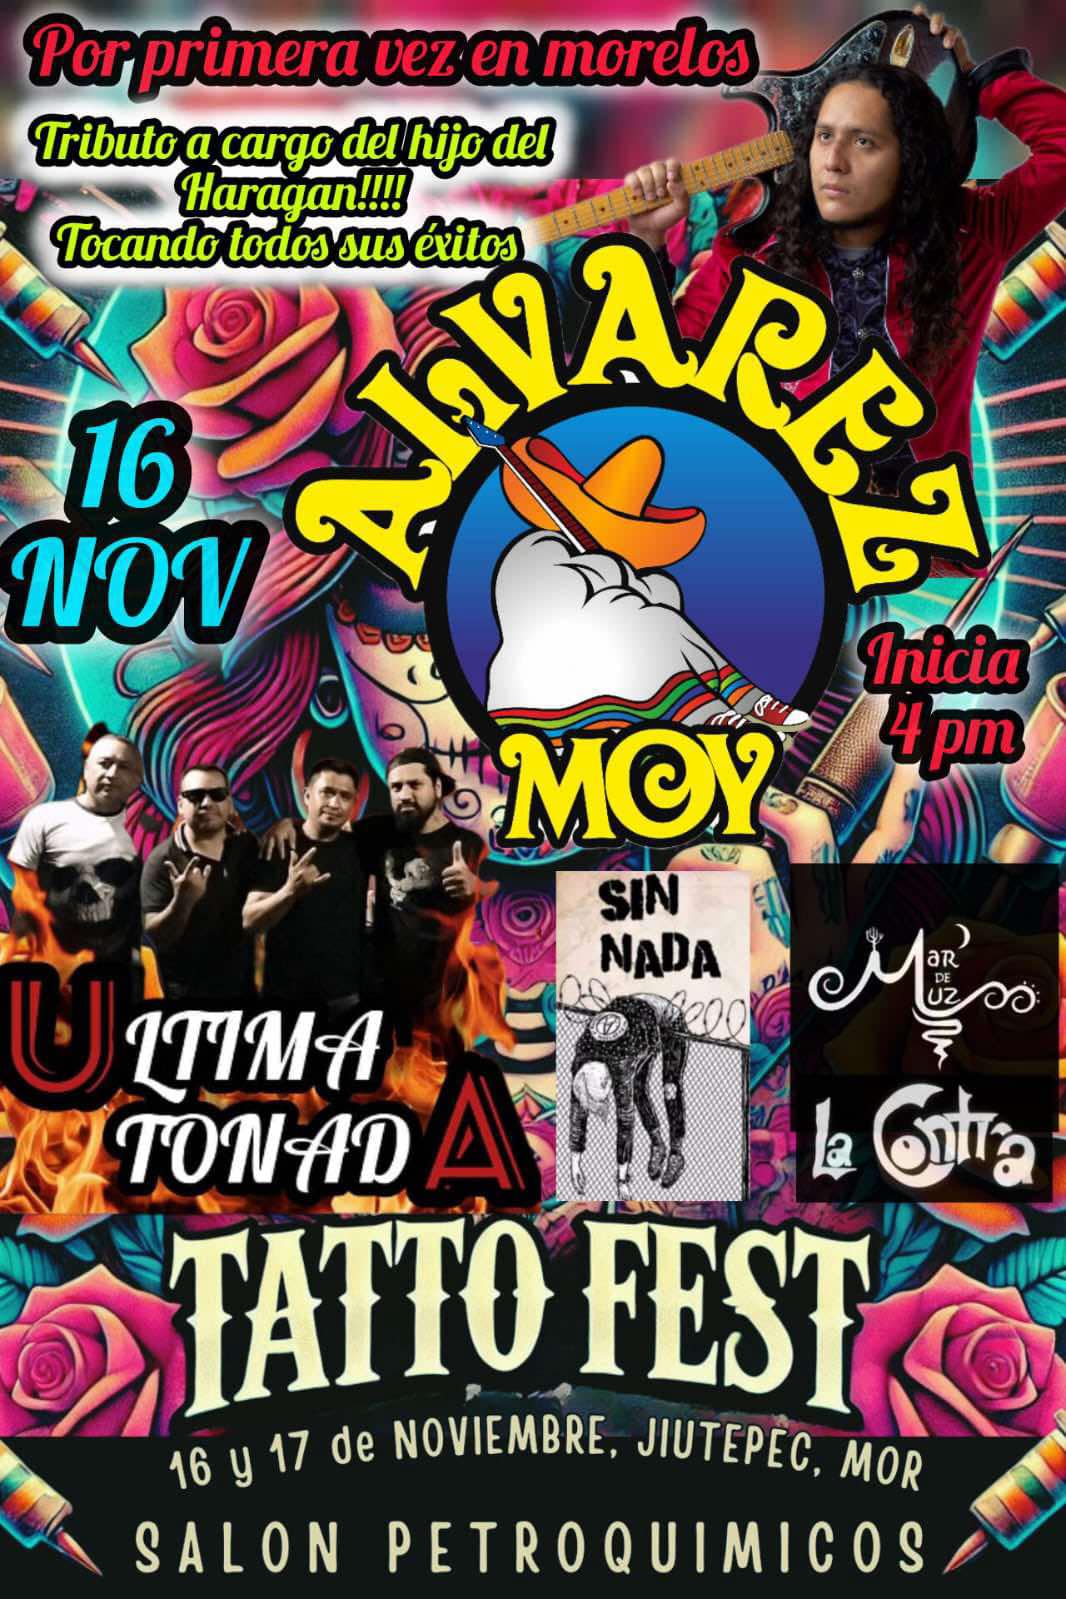 Por primera vez en morelos
Tributo a cargo del hijo del
Haragan!!!!
Tocando todos sus éxitos
ALVAREZ
MOY
16
NOV
Inicia
4 pm
ULTIMA
TONADA
SIN
NADA
MAR
DE
LUZ
La Contra
TATTO FEST
16 y 17 de NOVIEMBRE, JIUTEPEC, MOR
SALON PETROQUIMICOS